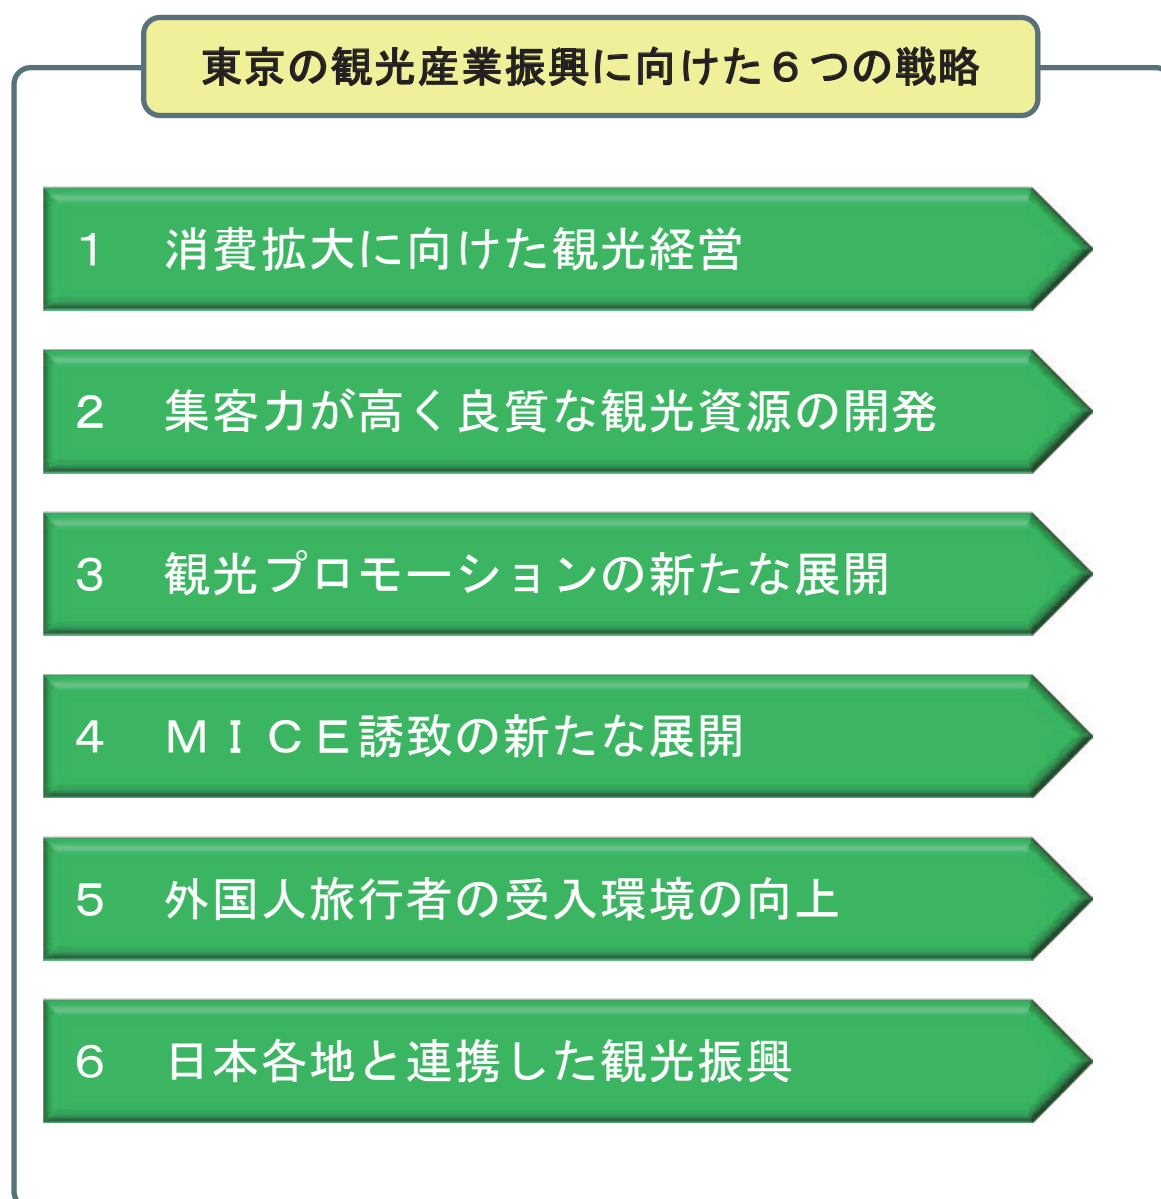 東京の観光産業振興に向けた６つの戦略
１　消費拡大に向けた観光経営
２　集客力が高く良質な観光資源の開発
３　観光プロモーションの新たな展開
４　ＭＩＣＥ誘致の新たな展開
５　外国人旅行者の受入環境の向上
６　日本各地と連携した観光振興